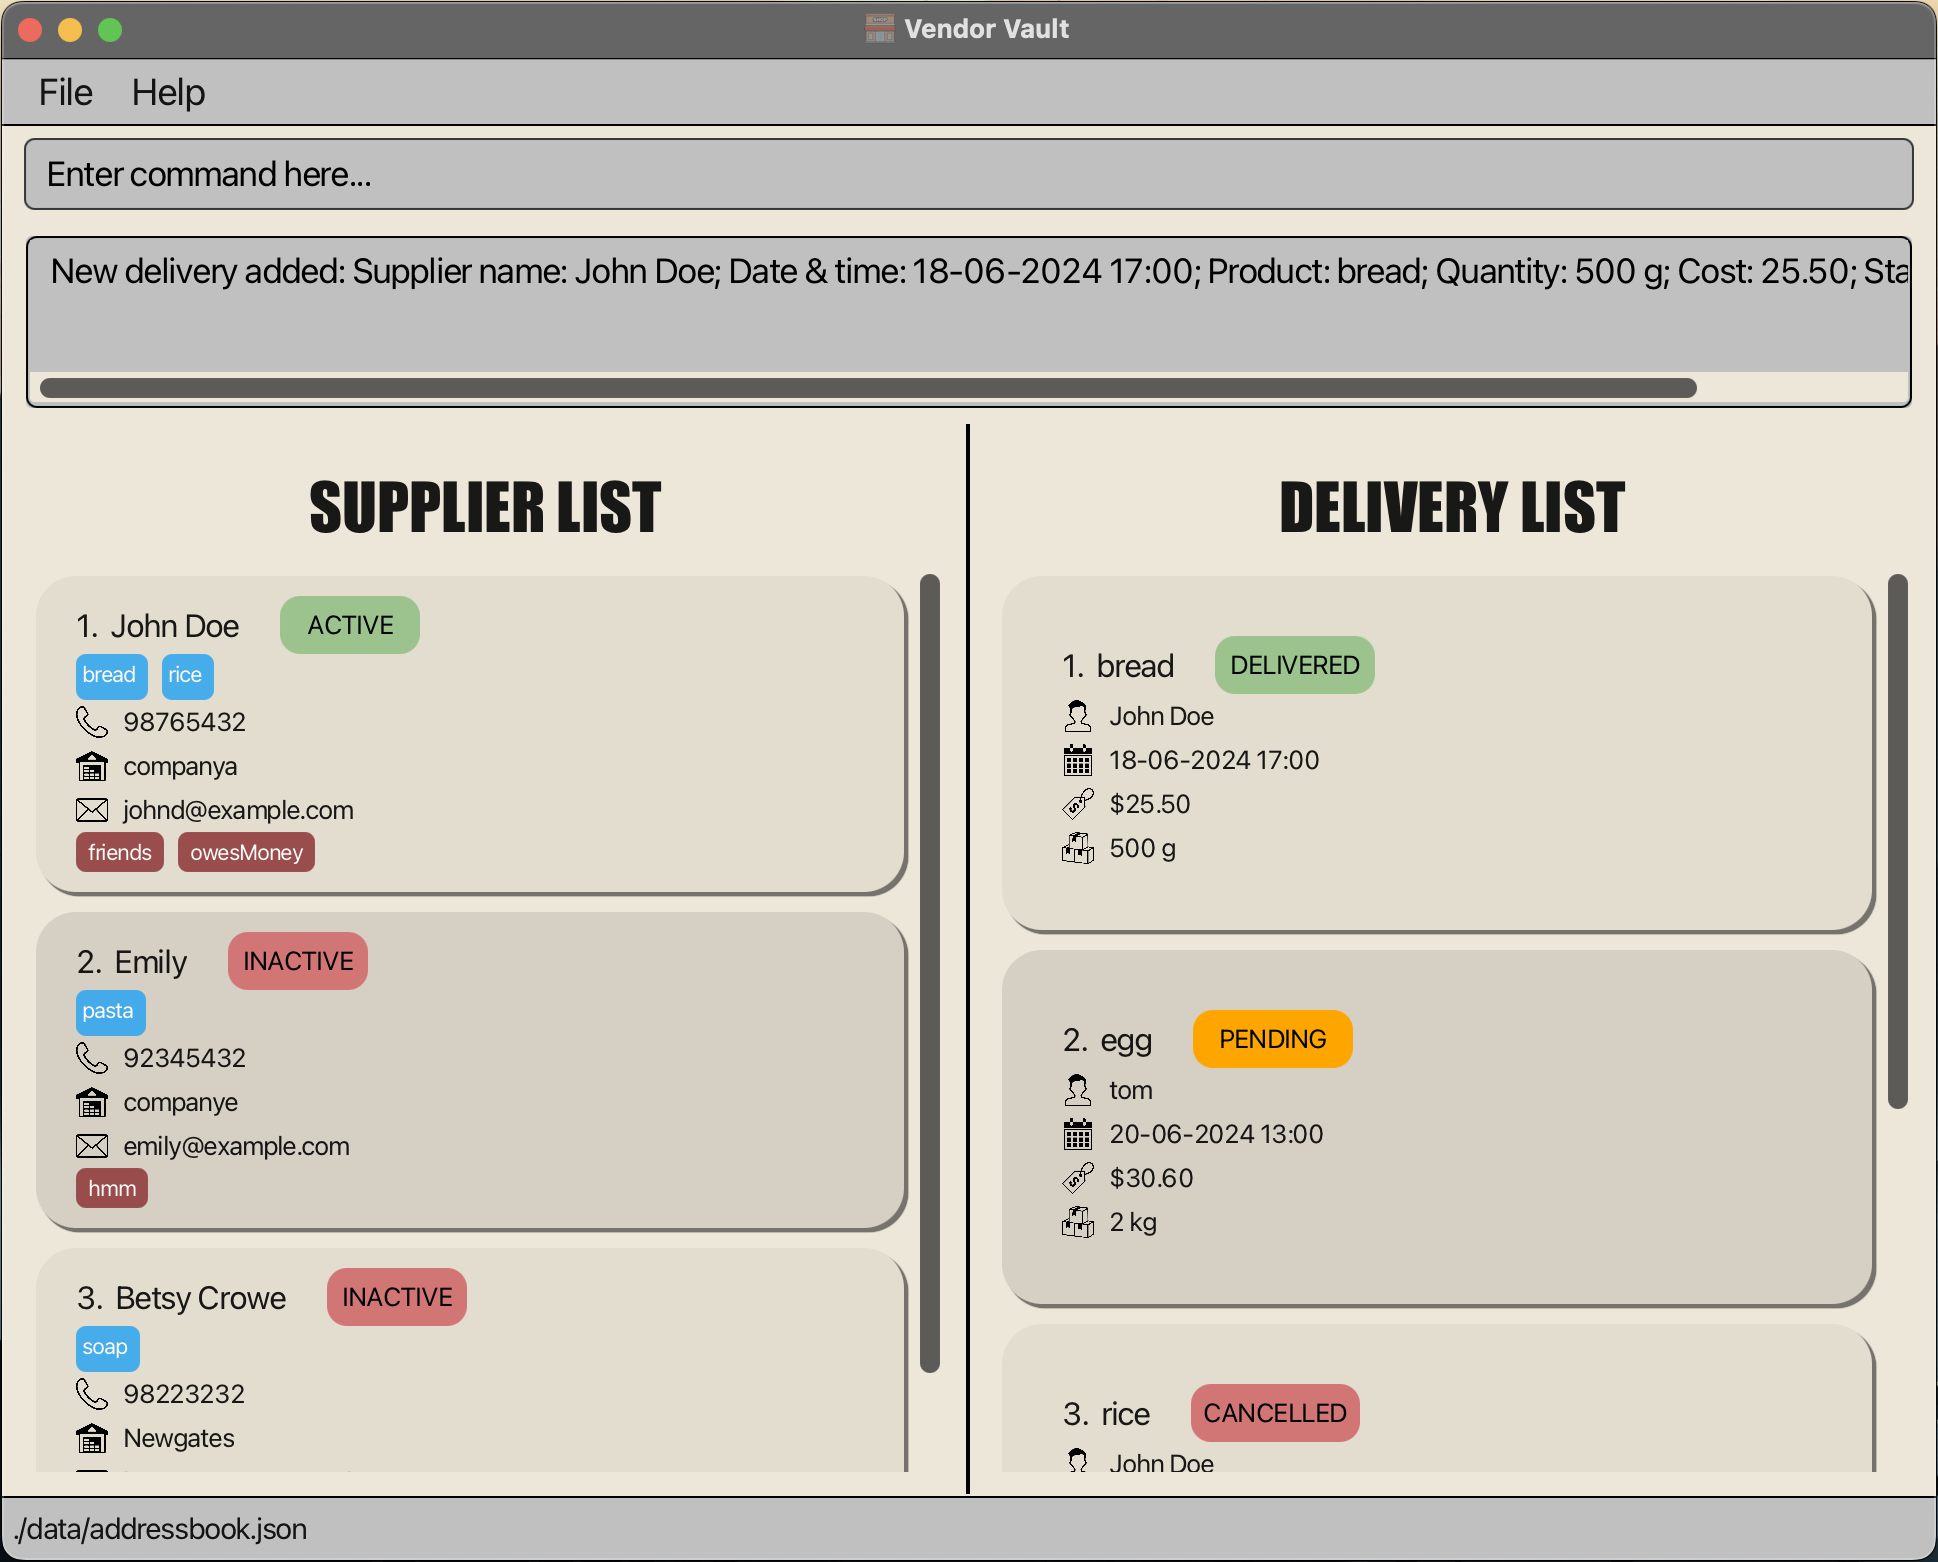 Vendor Vault
File Help
Enter command here...
New delivery added: Supplier name: John Doe; Date & time: 18-06-2024 17:00; Product: bread; Quantity: 500 g; Cost: 25.50; Sta
SUPPLIER LIST
1. John Doe ACTIVE
bread rice
98765432
companya
johnd@example.com
friends owesMoney
2. Emily INACTIVE
pasta
92345432
companye
emily@example.com
hmm
3. Betsy Crowe INACTIVE
soap
98223232
Newgates
DELIVERY LIST
1. bread DELIVERED
John Doe
18-06-2024 17:00
$25.50
500 g
2. egg PENDING
tom
20-06-2024 13:00
$30.60
2 kg
3. rice CANCELLED
John Doe
./data/addressbook.json